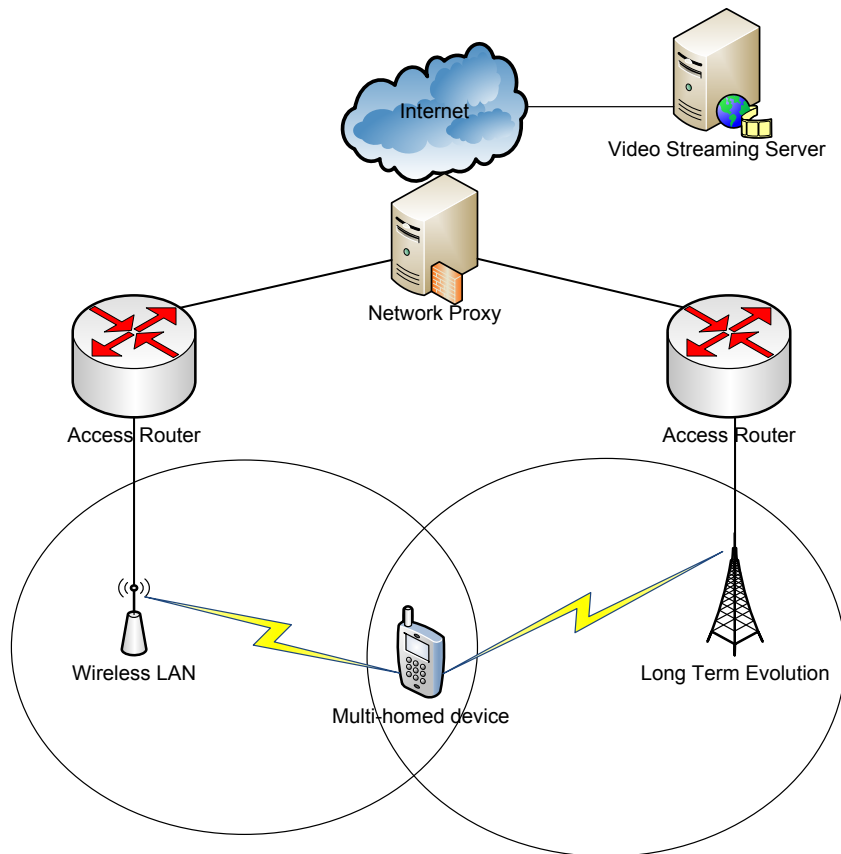 Internet
Video Streaming Server
Network Proxy
Access Router
Access Router
Wireless LAN
Long Term Evolution
Multi-homed device